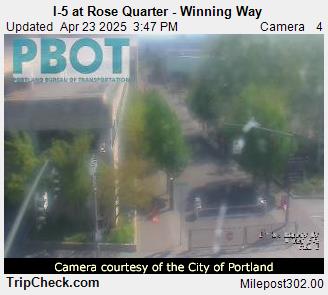 I-5 at Rose Quarter - Winning Way
Updated Apr 23 2025 3:47 PM Camera 4
PBOT
PORTLAND BUREAU OF TRANSPORTATION
Camera courtesy of the City of Portland
TripCheck.com Milepost302.00